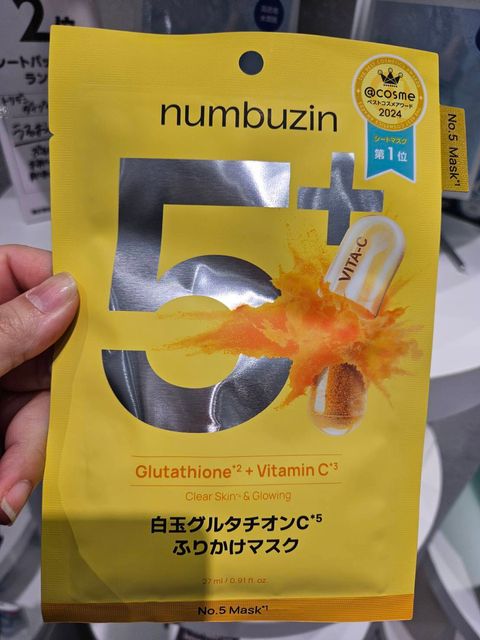 numbuzin
@cosme
ベストコスメアワード
2024
シートマスク
第1位
No.5 Mask*1
5+
VITA-C
Glutathione*2 + Vitamin C*3
Clear Skin*4 & Glowing
白玉グルタチオンC*5
ふりかけマスク
27 ml / 0.91 fl. oz.
No.5 Mask*1